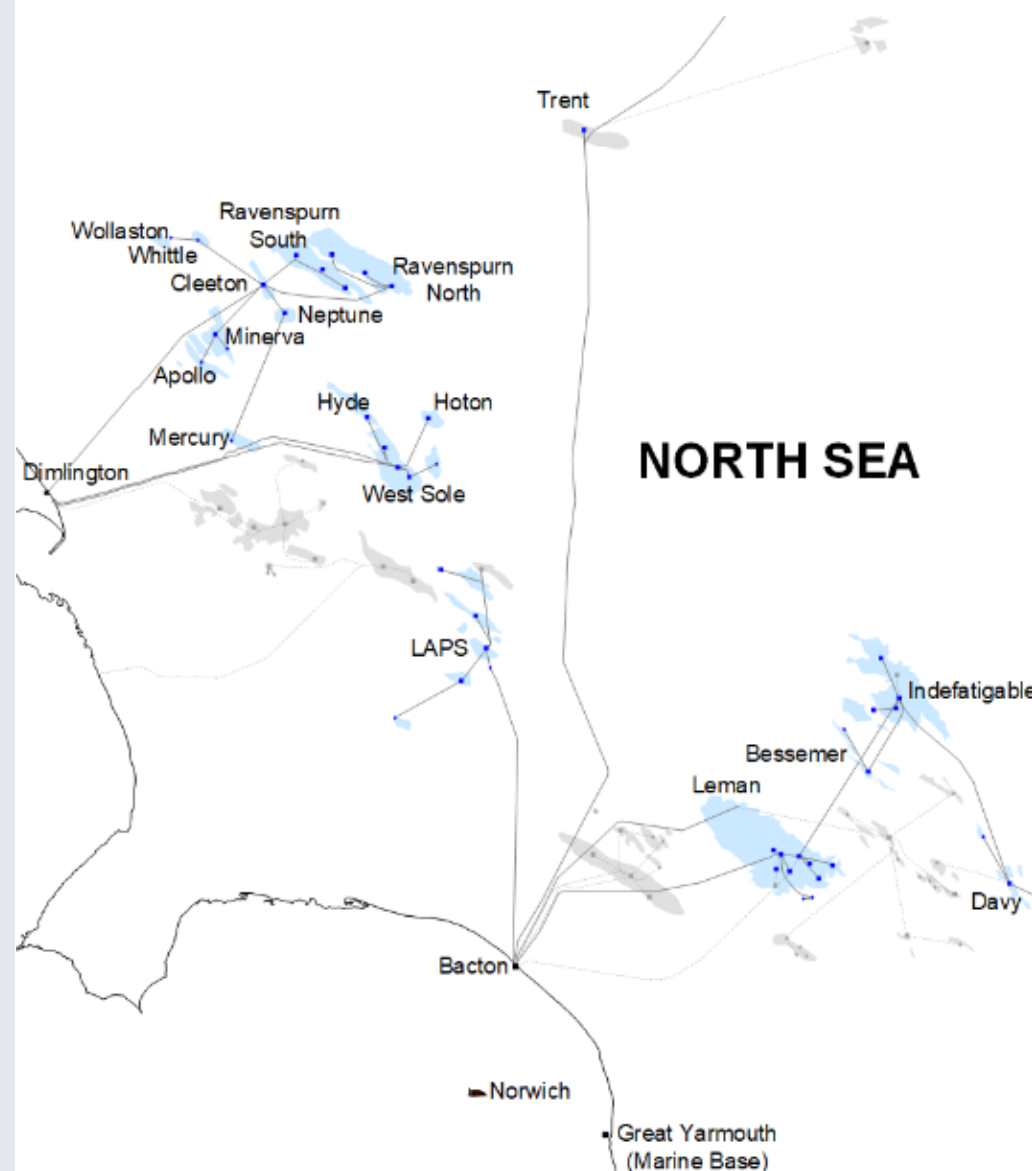 Trent
Ravenspurn
South
Wollaston
Whittle
Ravenspurn
North
Cleeton
Neptune
Minerva
Apollo
Hyde
Hoton
Mercury
NORTH SEA
Dimlington
West Sole
LAPS
Indefatigable
Bessemer
Leman
Davy
Bacton
Norwich
Great Yarmouth
(Marine Base)